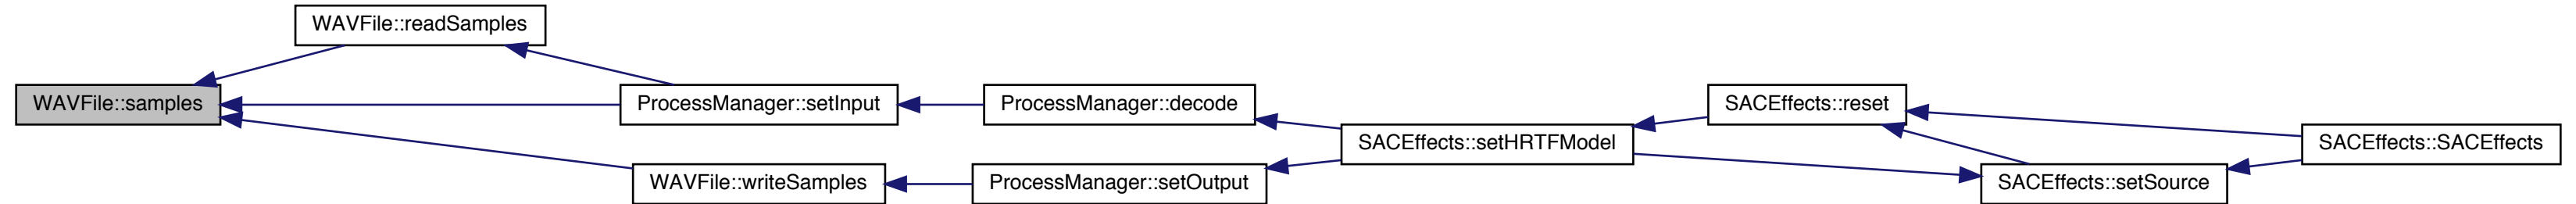 WAVFile::readSamples
WAVFile::samples
ProcessManager::setInput
ProcessManager::decode
SACEffects::reset
SACEffects::setHRTFModel
SACEffects::SACEffects
WAVFile::writeSamples
ProcessManager::setOutput
SACEffects::setSource